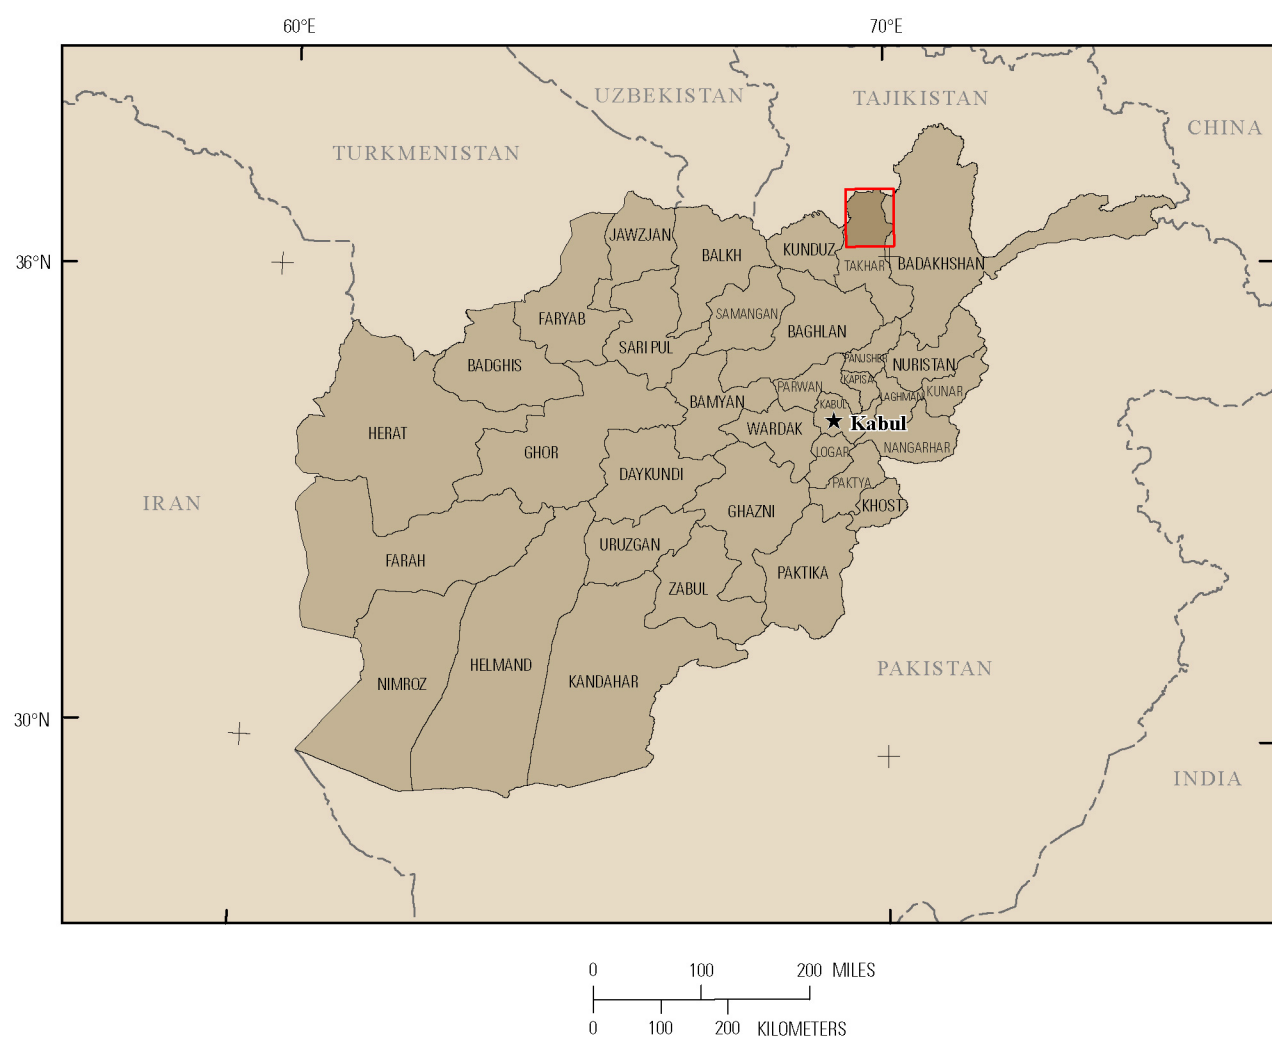 60°E
70°E
UZBEKISTAN
TAJIKISTAN
CHINA
TURKMENISTAN
36°N
JAWZJAN
BALKH
KUNDUZ
TAKHAR
BADAKHSHAN
FARYAB
SAMANGAN
BAGHLAN
SARI PUL
BADGHIS
PANJSHER
NURISTAN
KAPISA
PARWAN
KUNAR
LAGHMAN
BAMYAN
KABUL
Kabul
WARDAK
HERAT
GHOR
LOGAR
NANGARHAR
DAYKUNDI
PAKTYA
IRAN
GHAZNI
KHOST
URUZGAN
FARAH
PAKTIKA
ZABUL
HELMAND
PAKISTAN
NIMROZ
KANDAHAR
30°N
INDIA
0 100 200 MILES
0 100 200 KILOMETERS